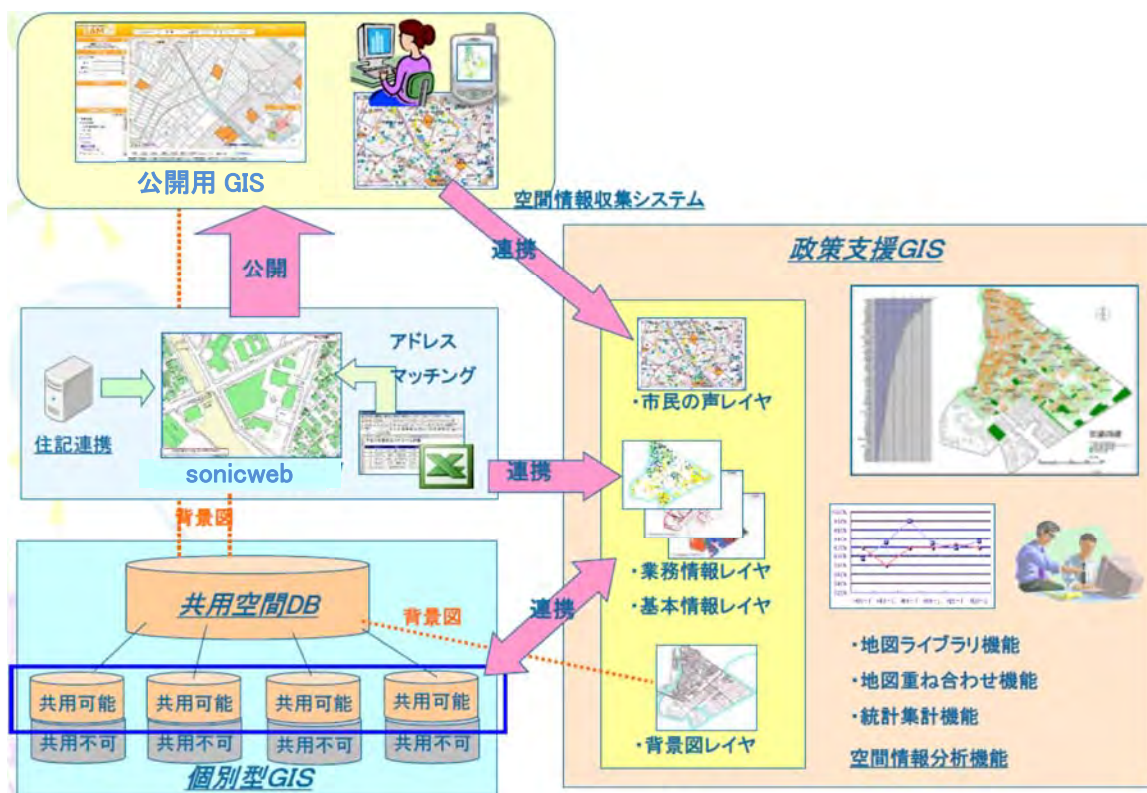 公開用 GIS
空間情報収集システム
連携
公開
アドレス
マッチング
住記連携
sonicweb
背景図
連携
共用空間DB
背景図
連携
共用可能
共用可能
共用可能
共用可能
共用不可
共用不可
共用不可
共用不可
個別型GIS
政策支援GIS
・市民の声レイヤ
・業務情報レイヤ
・基本情報レイヤ
・背景図レイヤ
・地図ライブラリ機能
・地図重ね合わせ機能
・統計集計機能
空間情報分析機能